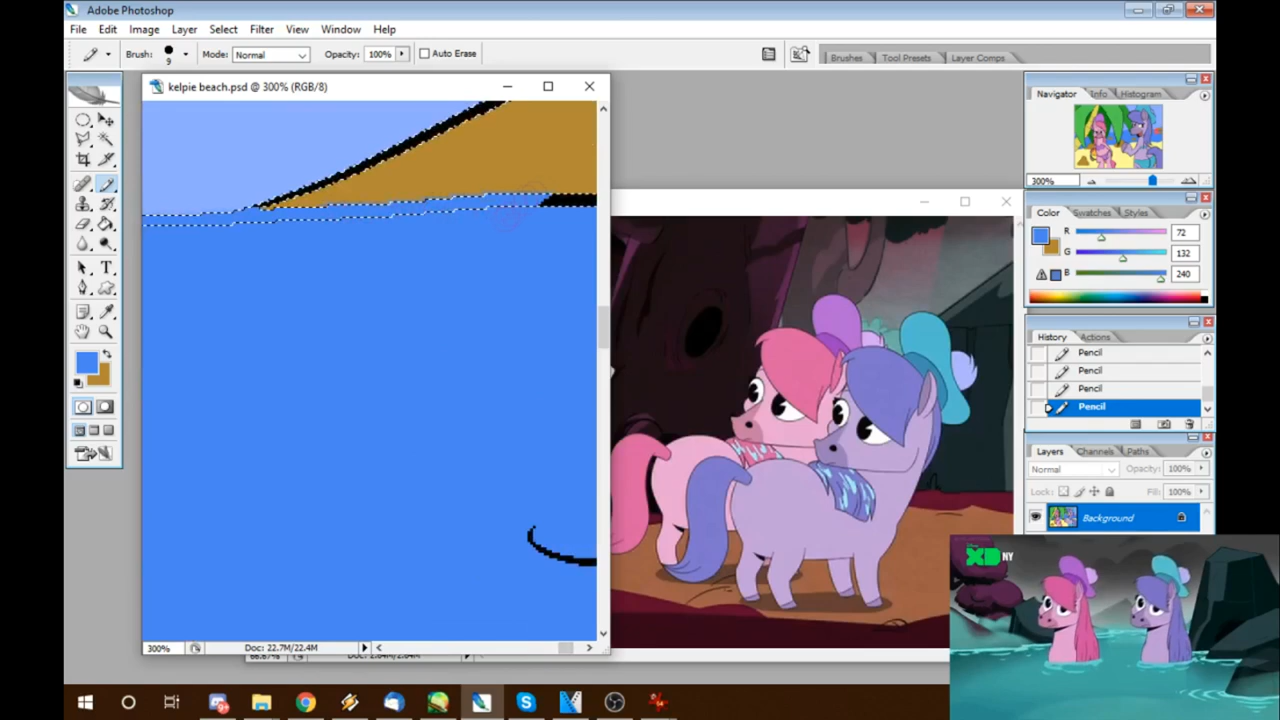 Adobe Photoshop
File Edit Image Layer Select Filter View Window Help
Brush: 9 Mode: Normal Opacity: 100% Auto Erase
Brushes Tool Presets Layer Comps
kelpie beach.psd @ 300% (RGB/8)
Navigator Info Histogram
300%
Color Swatches Styles
R 72
G 132
B 240
History Actions
Pencil
Pencil
Pencil
Pencil
Layers Channels Paths
Normal Opacity: 100%
Lock: Fill: 100%
Background
XD NY
300% Doc: 22.7M/22.4M